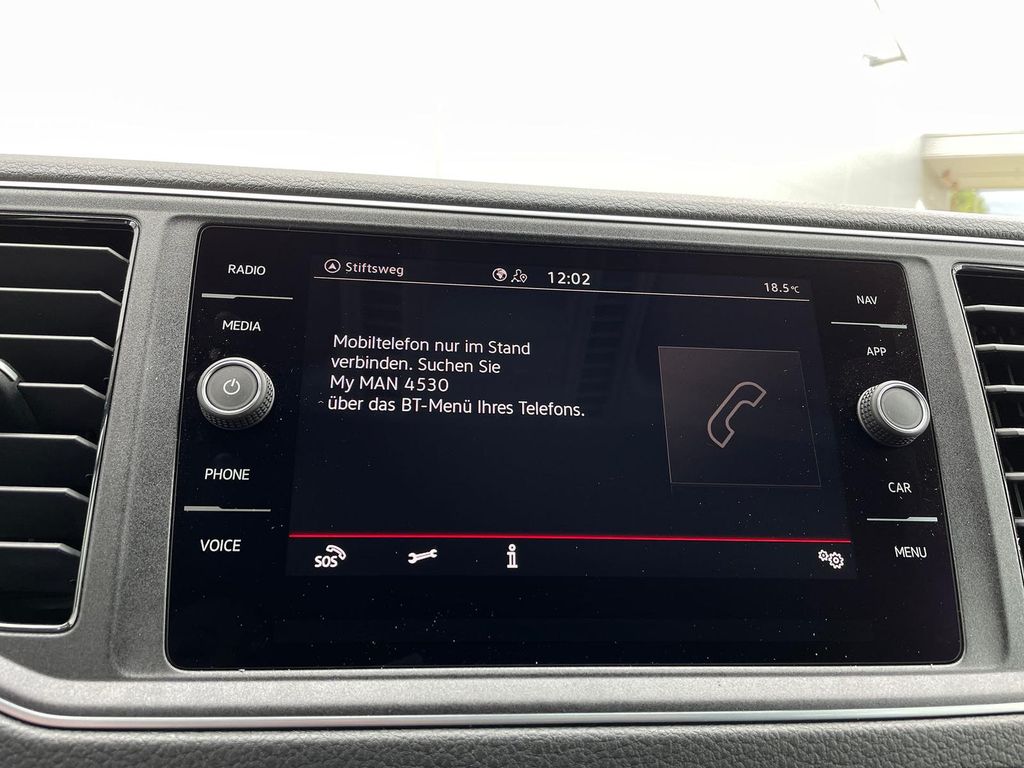 RADIO
MEDIA
PHONE
VOICE
Stiftsweg
12:02
18.5°C
Mobiltelefon nur im Stand
verbinden. Suchen Sie
My MAN 4530
über das BT-Menü Ihres Telefons.
SOS
NAV
APP
CAR
MENU